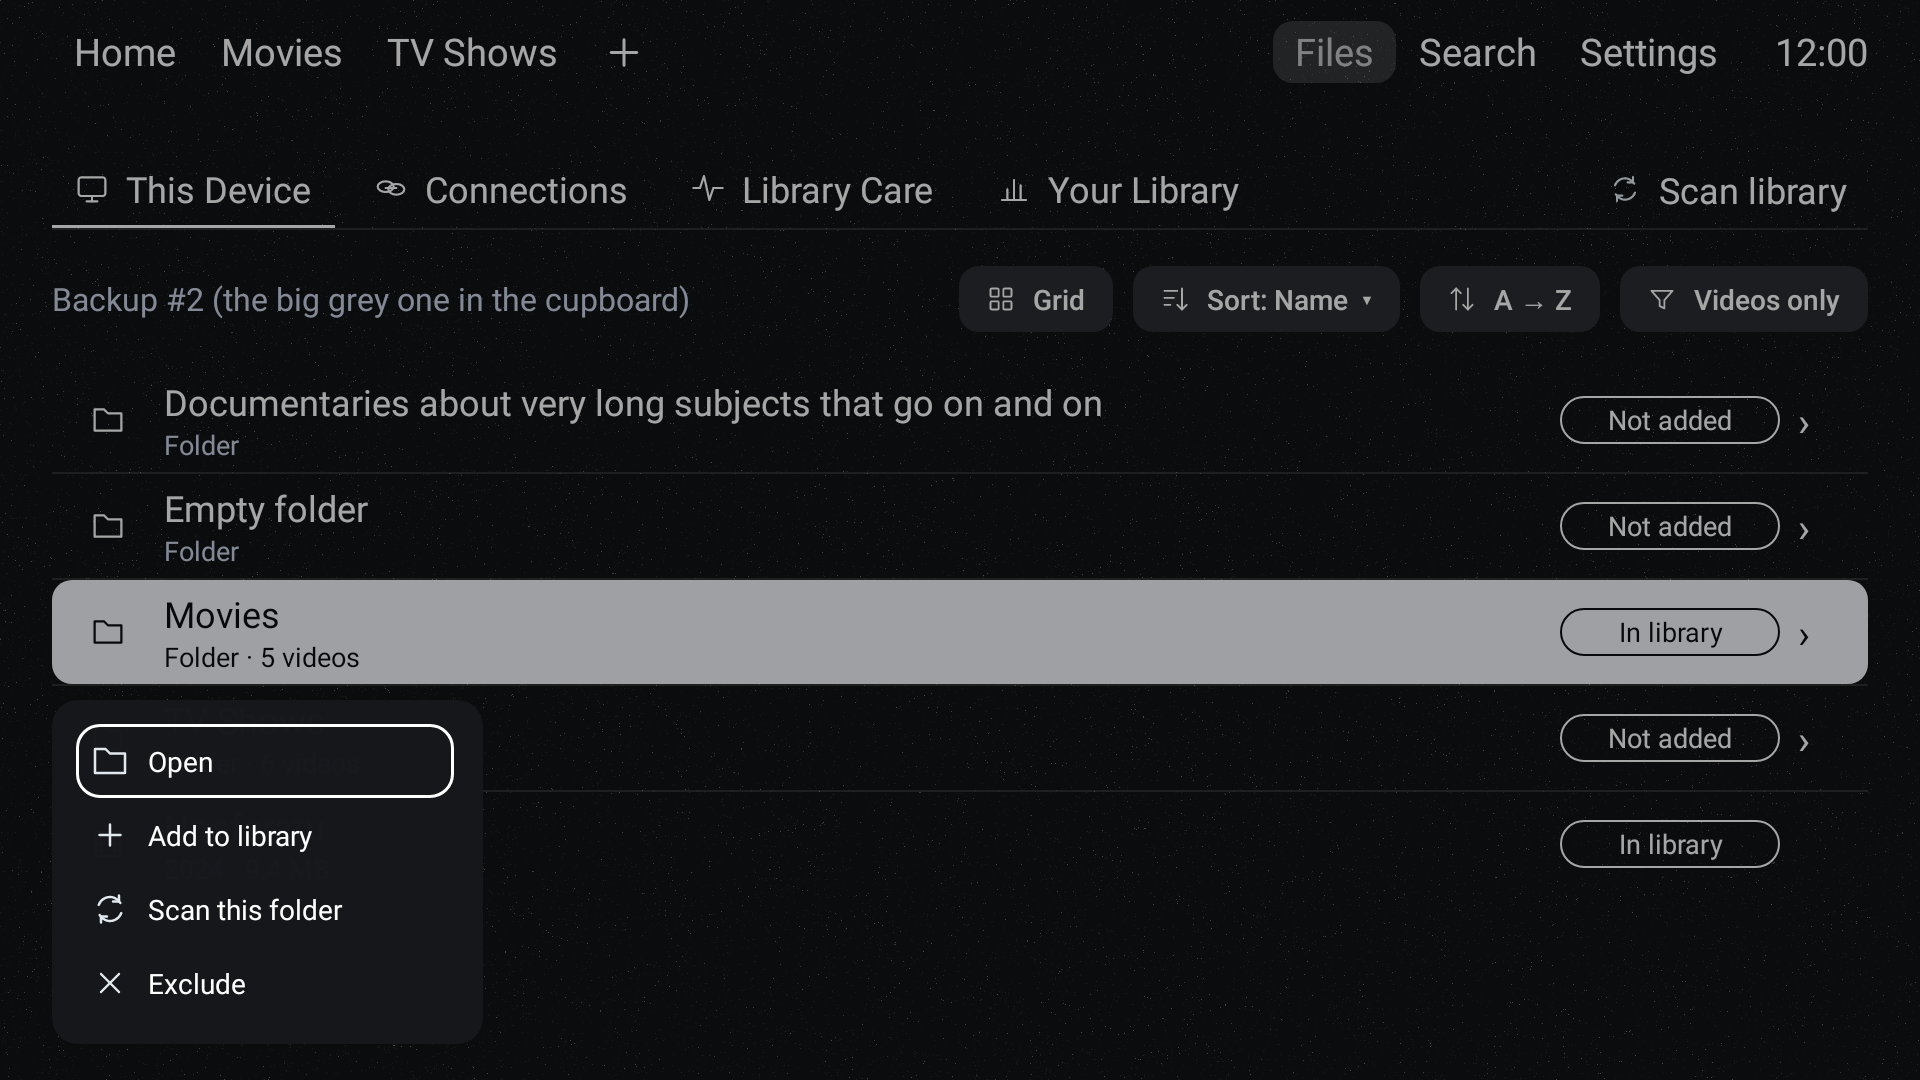 Home Movies TV Shows + Files Search Settings 12:00
This Device Connections Library Care Your Library Scan library
Backup #2 (the big grey one in the cupboard) Grid Sort: Name ▾ A → Z Videos only
Documentaries about very long subjects that go on and on
Folder
Not added ›
Empty folder
Folder
Not added ›
Movies
Folder · 5 videos
In library ›
Not added ›
Open
Add to library
In library
Scan this folder
Exclude